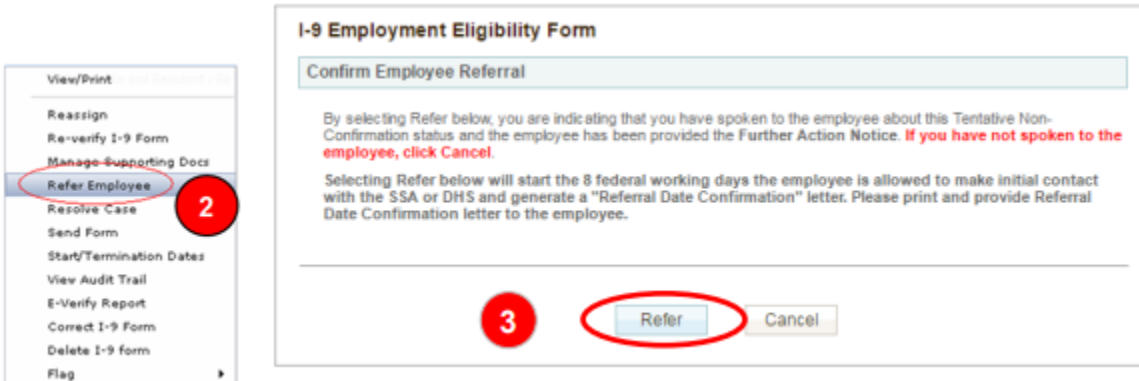 View/Print
Reassign
Re-verify I-9 Form
Manage Supporting Docs
Refer Employee
2
Resolve Case
Send Form
Start/Termination Dates
View Audit Trail
E-Verify Report
Correct I-9 Form
Delete I-9 form
Flag
I-9 Employment Eligibility Form
Confirm Employee Referral
By selecting Refer below, you are indicating that you have spoken to the employee about this Tentative Non-
Confirmation status and the employee has been provided the Further Action Notice. If you have not spoken to the
employee, click Cancel.
Selecting Refer below will start the 8 federal working days the employee is allowed to make initial contact
with the SSA or DHS and generate a "Referral Date Confirmation" letter. Please print and provide Referral
Date Confirmation letter to the employee.
3
Refer
Cancel